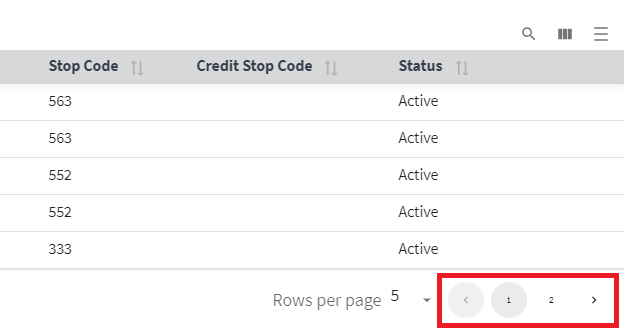 Stop Code Credit Stop Code Status
563 Active
563 Active
552 Active
552 Active
333 Active
Rows per page 5 1 2